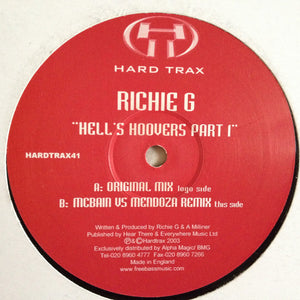 HARD TRAX
RICHIE G
"HELL'S HOOVERS PART 1"
HARDTRAX41
A: ORIGINAL MIX logo side
B: MCBAIN VS MENDOZA REMIX this side
Written & Produced by Richie G & A Milliner
Published by Hear There & Everywhere Music Ltd
℗&©Hardtrax 2003
Exclusively distributed by Alpha Magic/ BMG
Tel-020 8960 4777 Fax-020 8960 7266
Made in England
www.freebassmusic.com